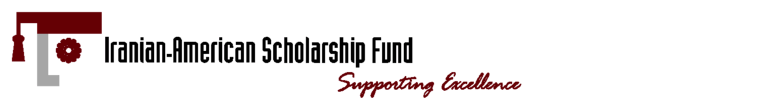 Iranian-American Scholarship Fund
Supporting Excellence